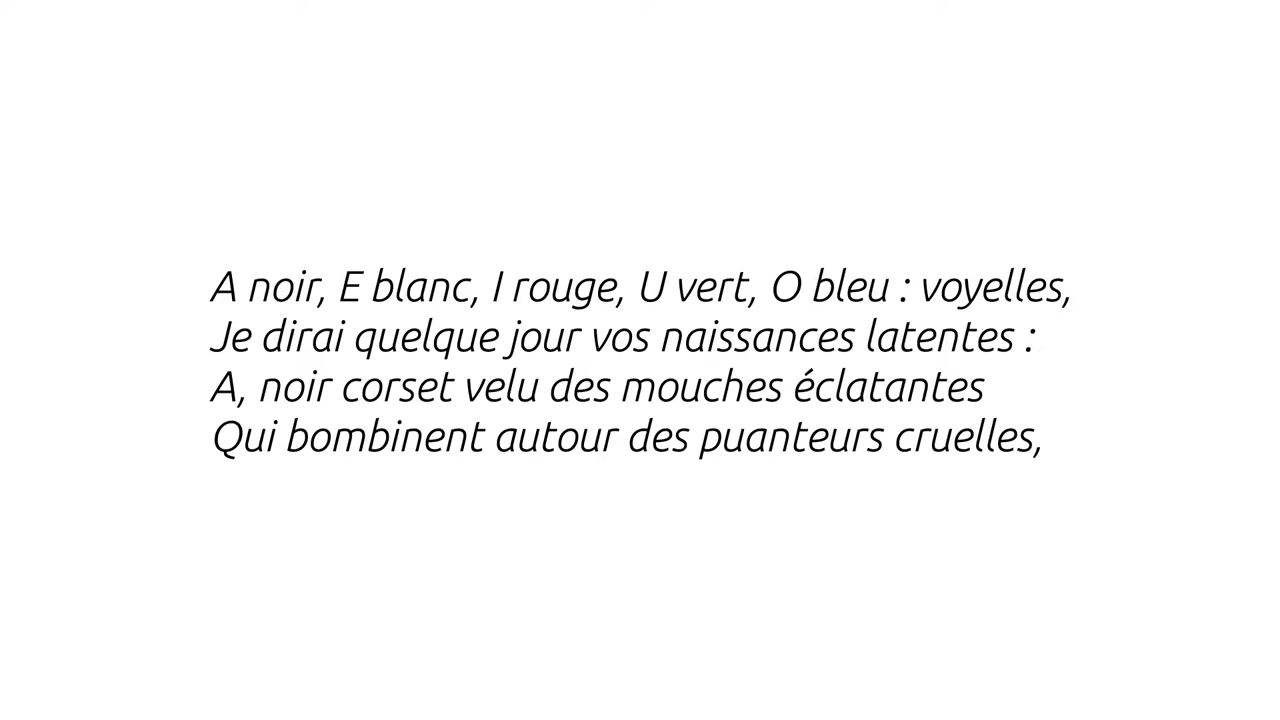 A noir, E blanc, I rouge, U vert, O bleu : voyelles,
Je dirai quelque jour vos naissances latentes :
A, noir corset velu des mouches éclatantes
Qui bombinent autour des puanteurs cruelles,